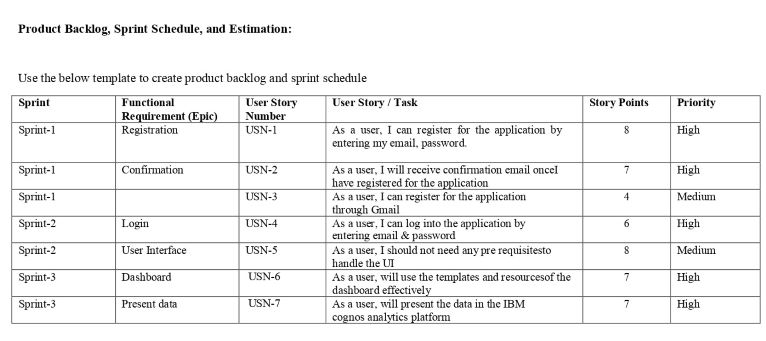 Product Backlog, Sprint Schedule, and Estimation:
Use the below template to create product backlog and sprint schedule
Sprint Functional Requirement (Epic) User Story Number User Story / Task Story Points Priority
Sprint-1 Registration USN-1 As a user, I can register for the application by entering my email, password. 8 High
Sprint-1 Confirmation USN-2 As a user, I will receive confirmation email onceI have registered for the application 7 High
Sprint-1 USN-3 As a user, I can register for the application through Gmail 4 Medium
Sprint-2 Login USN-4 As a user, I can log into the application by entering email & password 6 High
Sprint-2 User Interface USN-5 As a user, I should not need any pre requisitesto handle the UI 8 Medium
Sprint-3 Dashboard USN-6 As a user, will use the templates and resourcesof the dashboard effectively 7 High
Sprint-3 Present data USN-7 As a user, will present the data in the IBM cognos analytics platform 7 High